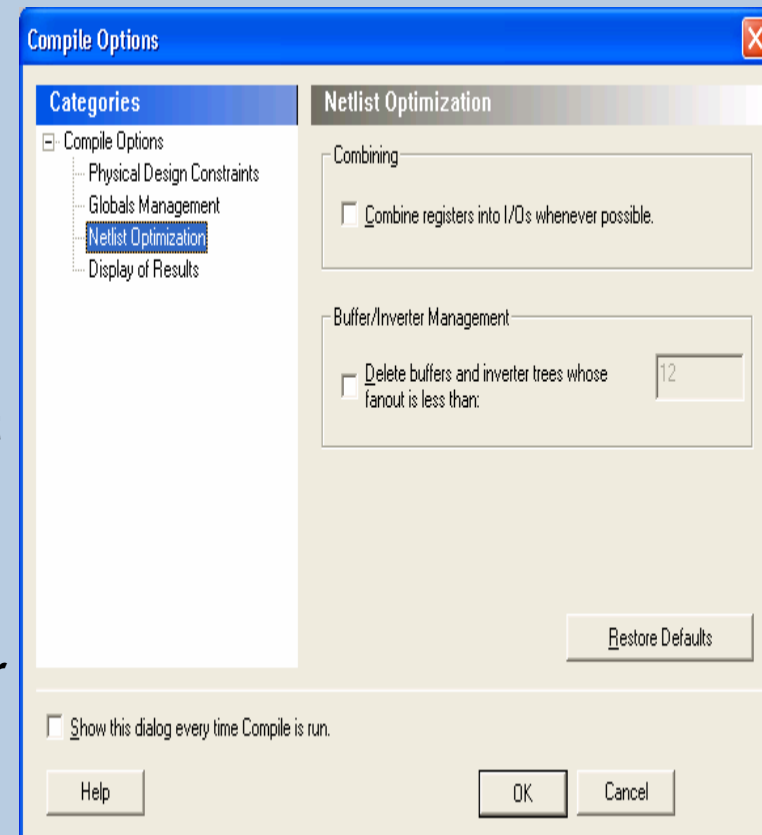 Compile Options
Categories
Compile Options
Physical Design Constraints
Globals Management
Netlist Optimization
Display of Results
Netlist Optimization
Combining
Combine registers into I/Os whenever possible.
Buffer/Inverter Management
Delete buffers and inverter trees whose
fanout is less than:
12
Restore Defaults
Show this dialog every time Compile is run.
Help
OK
Cancel